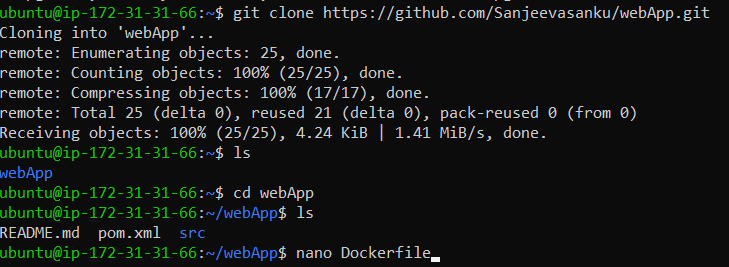 ubuntu@ip-172-31-31-66:~$ git clone https://github.com/Sanjeevasanku/webApp.git
Cloning into 'webApp'...
remote: Enumerating objects: 25, done.
remote: Counting objects: 100% (25/25), done.
remote: Compressing objects: 100% (17/17), done.
remote: Total 25 (delta 0), reused 21 (delta 0), pack-reused 0 (from 0)
Receiving objects: 100% (25/25), 4.24 KiB | 1.41 MiB/s, done.
ubuntu@ip-172-31-31-66:~$ ls
webApp
ubuntu@ip-172-31-31-66:~$ cd webApp
ubuntu@ip-172-31-31-66:~/webApp$ ls
README.md  pom.xml  src
ubuntu@ip-172-31-31-66:~/webApp$ nano Dockerfile